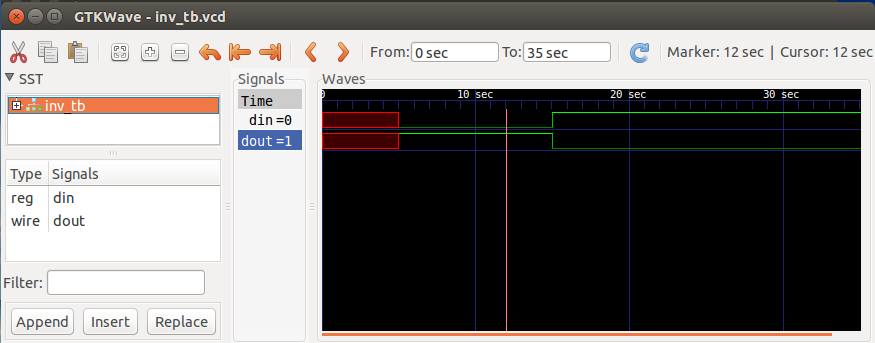 GTKWave - inv_tb.vcd
From: 0 sec To: 35 sec Marker: 12 sec | Cursor: 12 sec
SST
inv_tb
Type Signals
reg din
wire dout
Filter:
Append Insert Replace
Signals
Time
din=0
dout=1
Waves
0 10 sec 20 sec 30 sec